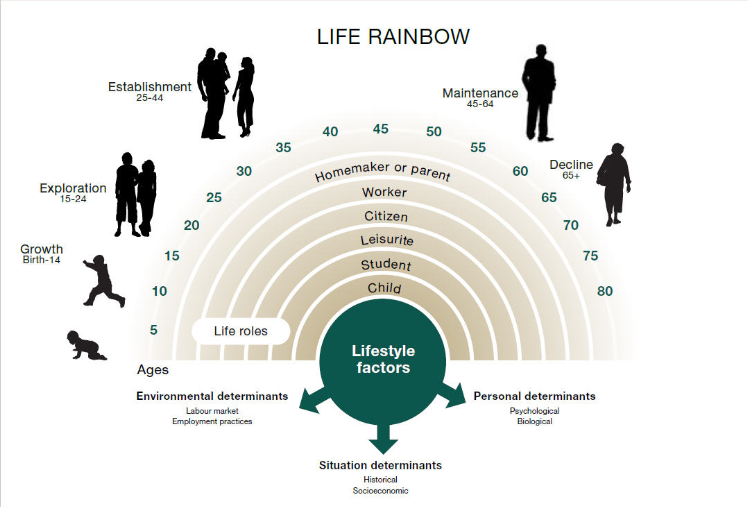 LIFE RAINBOW
Establishment
25-44
Maintenance
45-64
Exploration
15-24
Decline
65+
Growth
Birth-14
5
10
15
20
25
30
35
40
45
50
55
60
65
70
75
80
Homemaker or parent
Worker
Citizen
Leisurite
Student
Child
Life roles
Ages
Lifestyle
factors
Environmental determinants
Labour market
Employment practices
Personal determinants
Psychological
Biological
Situation determinants
Historical
Socioeconomic